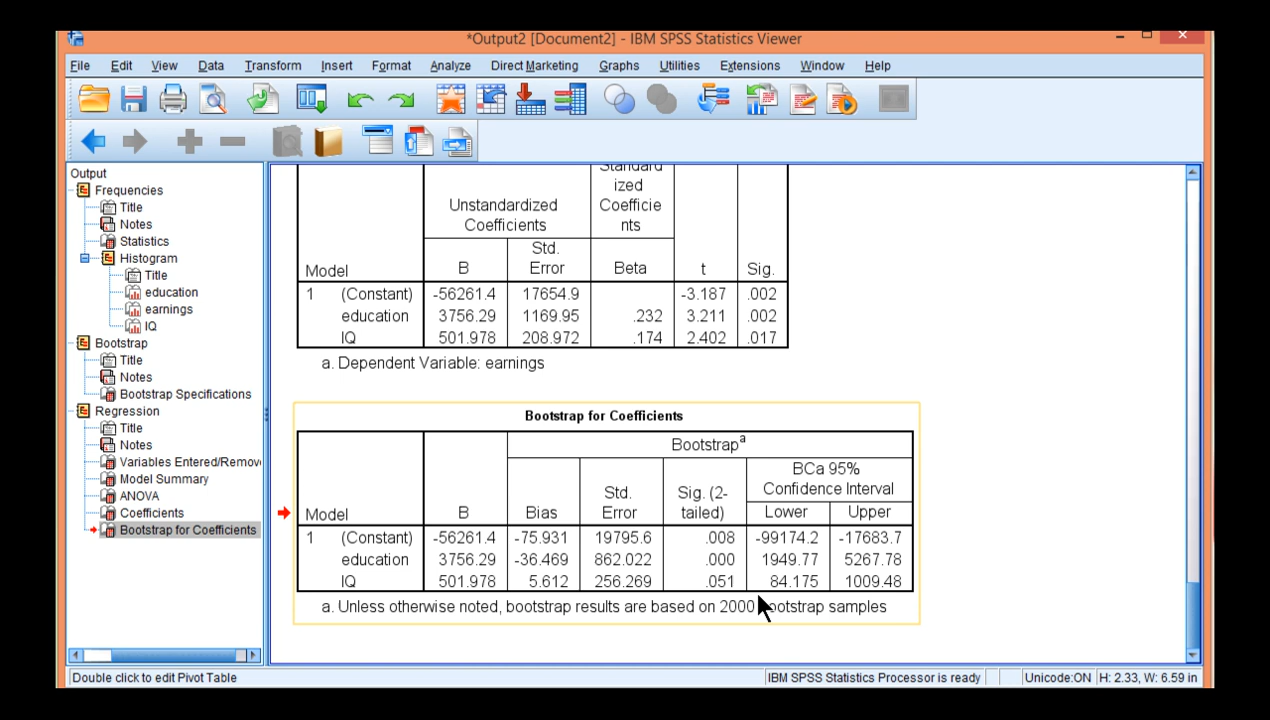 *Output2 [Document2] - IBM SPSS Statistics Viewer
File Edit View Data Transform Insert Format Analyze Direct Marketing Graphs Utilities Extensions Window Help
Output
Frequencies
Title
Notes
Statistics
Histogram
Title
education
earnings
IQ
Bootstrap
Title
Notes
Bootstrap Specifications
Regression
Title
Notes
Variables Entered/Remov
Model Summary
ANOVA
Coefficients
Bootstrap for Coefficients
Unstandardized Coefficients
Standard
ized
Coefficie
nts
Model B Std. Error Beta t Sig.
1 (Constant) -56261.4 17654.9 -3.187 .002
education 3756.29 1169.95 .232 3.211 .002
IQ 501.978 208.972 .174 2.402 .017
a. Dependent Variable: earnings
Bootstrap for Coefficients
Bootstrapa
BCa 95%
Confidence Interval
Model B Bias Std. Error Sig. (2-tailed) Lower Upper
1 (Constant) -56261.4 -75.931 19795.6 .008 -99174.2 -17683.7
education 3756.29 -36.469 862.022 .000 1949.77 5267.78
IQ 501.978 5.612 256.269 .051 84.175 1009.48
a. Unless otherwise noted, bootstrap results are based on 2000 bootstrap samples
Double click to edit Pivot Table
IBM SPSS Statistics Processor is ready
Unicode:ON
H: 2.33, W: 6.59 in